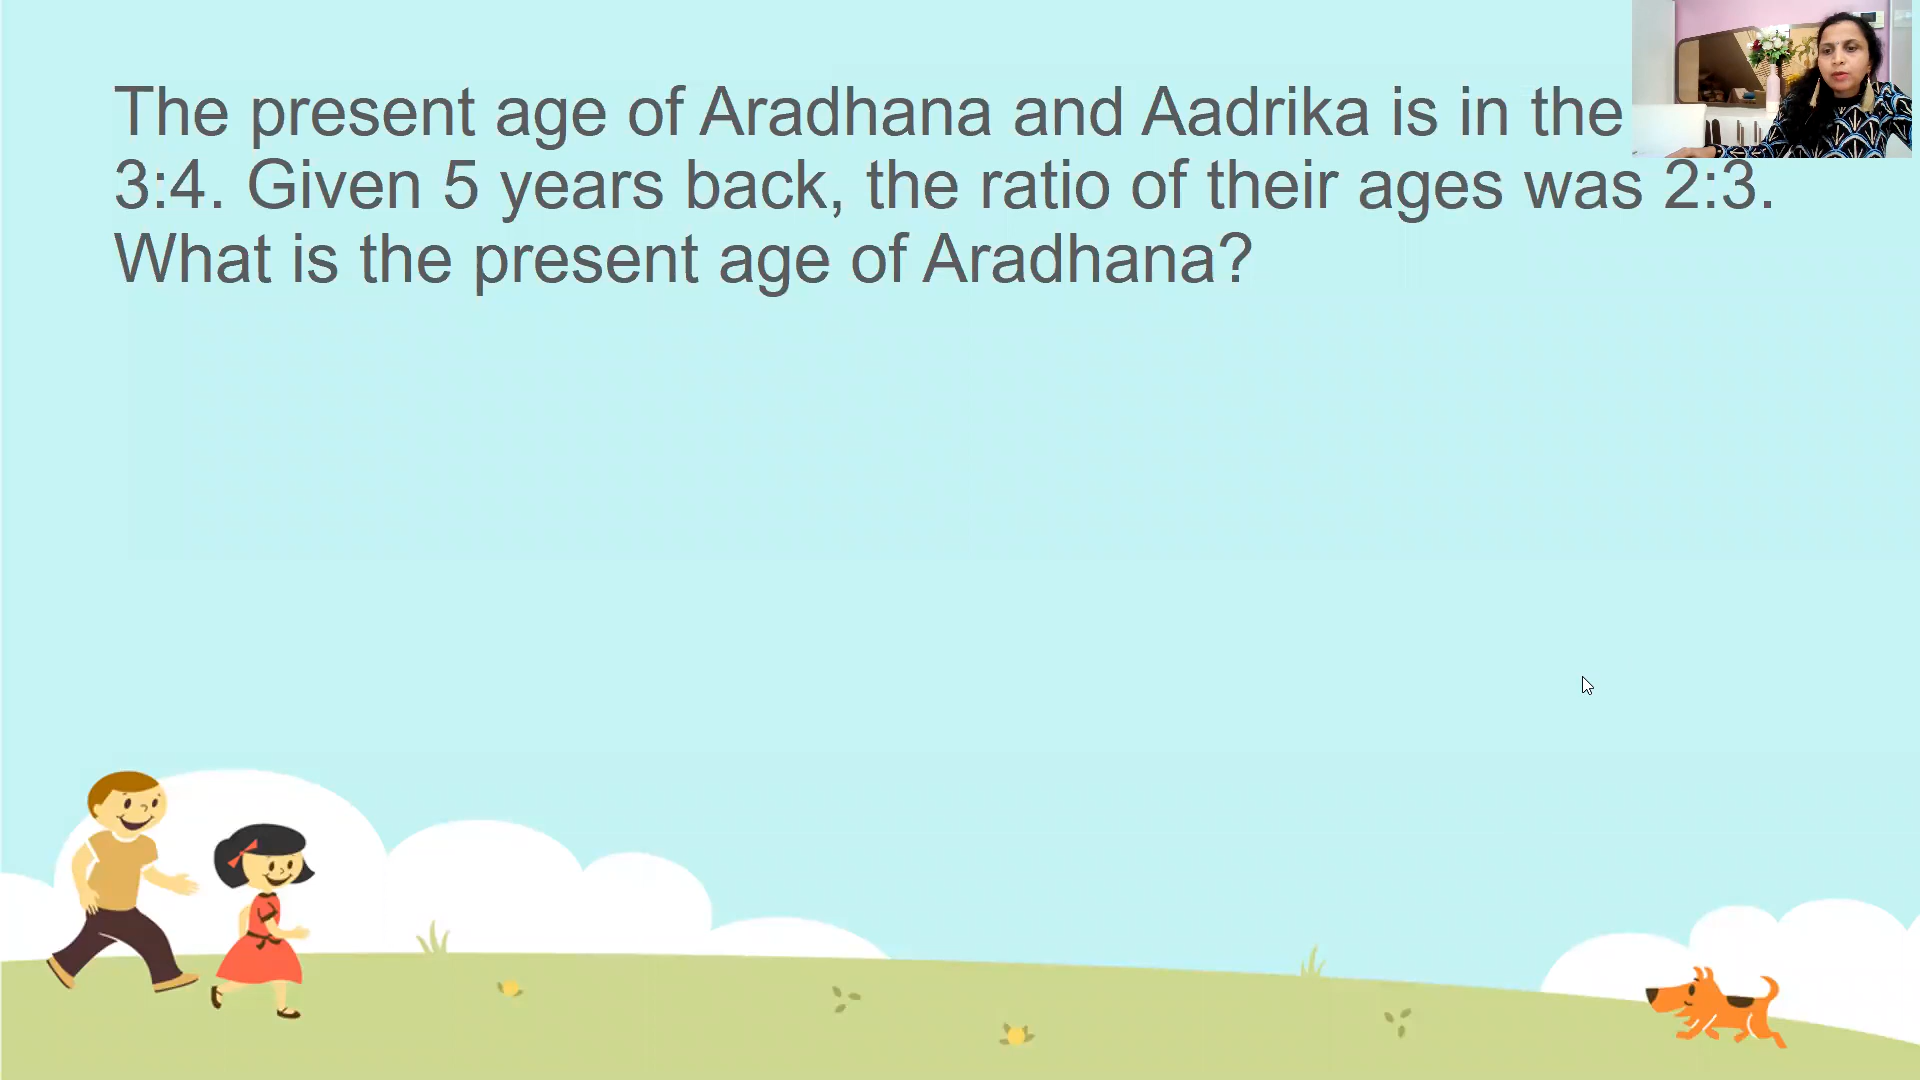 The present age of Aradhana and Aadrika is in the
3:4. Given 5 years back, the ratio of their ages was 2:3.
What is the present age of Aradhana?